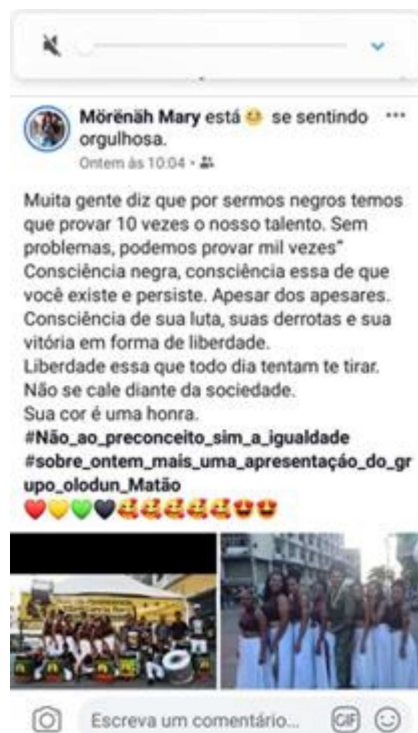 Mörënäh Mary está se sentindo
orgulhosa.
Ontem às 10:04
Muita gente diz que por sermos negros temos
que provar 10 vezes o nosso talento. Sem
problemas, podemos provar mil vezes"
Consciência negra, consciência essa de que
você existe e persiste. Apesar dos apesares.
Consciência de sua luta, suas derrotas e sua
vitória em forma de liberdade.
Liberdade essa que todo dia tentam te tirar.
Não se cale diante da sociedade.
Sua cor é uma honra.
#Não_ao_preconceito_sim_a_igualdade
#sobre_ontem_mais_uma_apresentaçáo_do_gr
upo_olodun_Matão
Escreva um comentário...
GIF